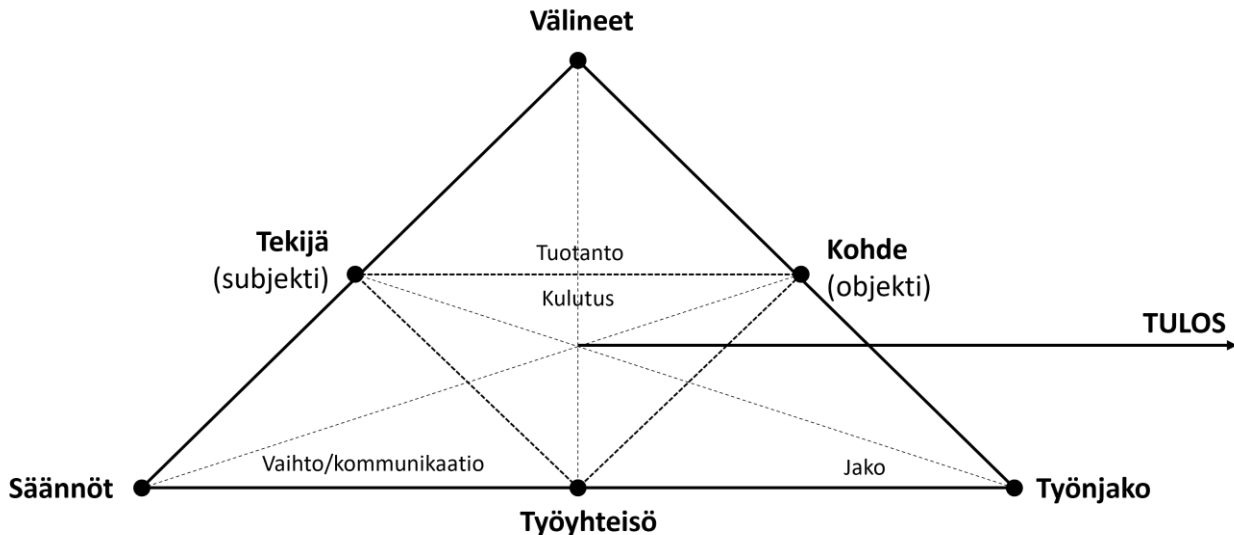 Välineet
Tekijä
(subjekti)
Tuotanto
Kohde
(objekti)
Kulutus
TULOS
Vaihto/kommunikaatio
Jako
Säännöt
Työnjako
Työyhteisö